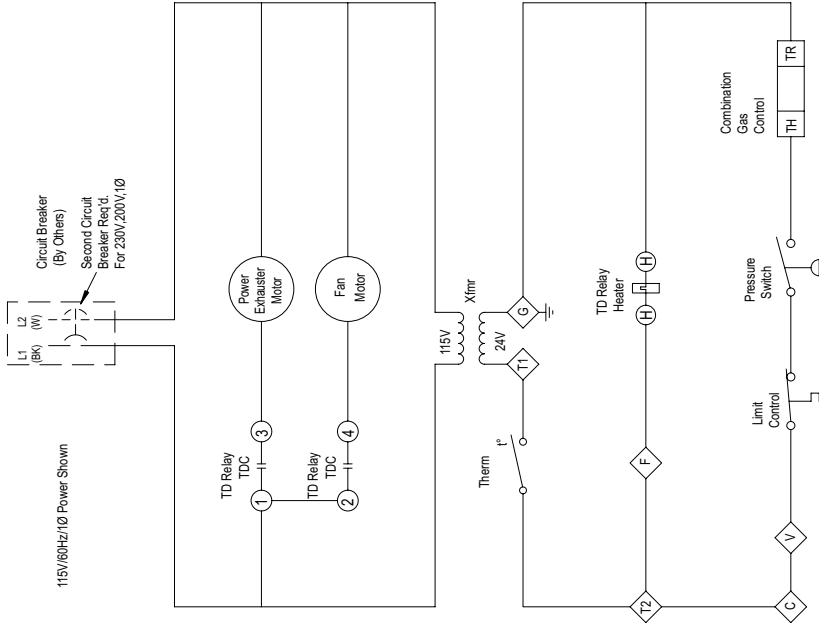 115V/60Hz/1Ø Power Shown
L1
(BK)
L2
(W)
Circuit Breaker
(By Others)
Second Circuit
Breaker Req'd.
For 230V,200V,1Ø
TD Relay
TDC
1
3
Power
Exhauster
Motor
TD Relay
TDC
2
4
Fan
Motor
115V
Xfmr
24V
T1
G
Therm
t°
T2
F
H
H
TD Relay
Heater
C
V
Limit
Control
Pressure
Switch
TH
TR
Combination
Gas
Control